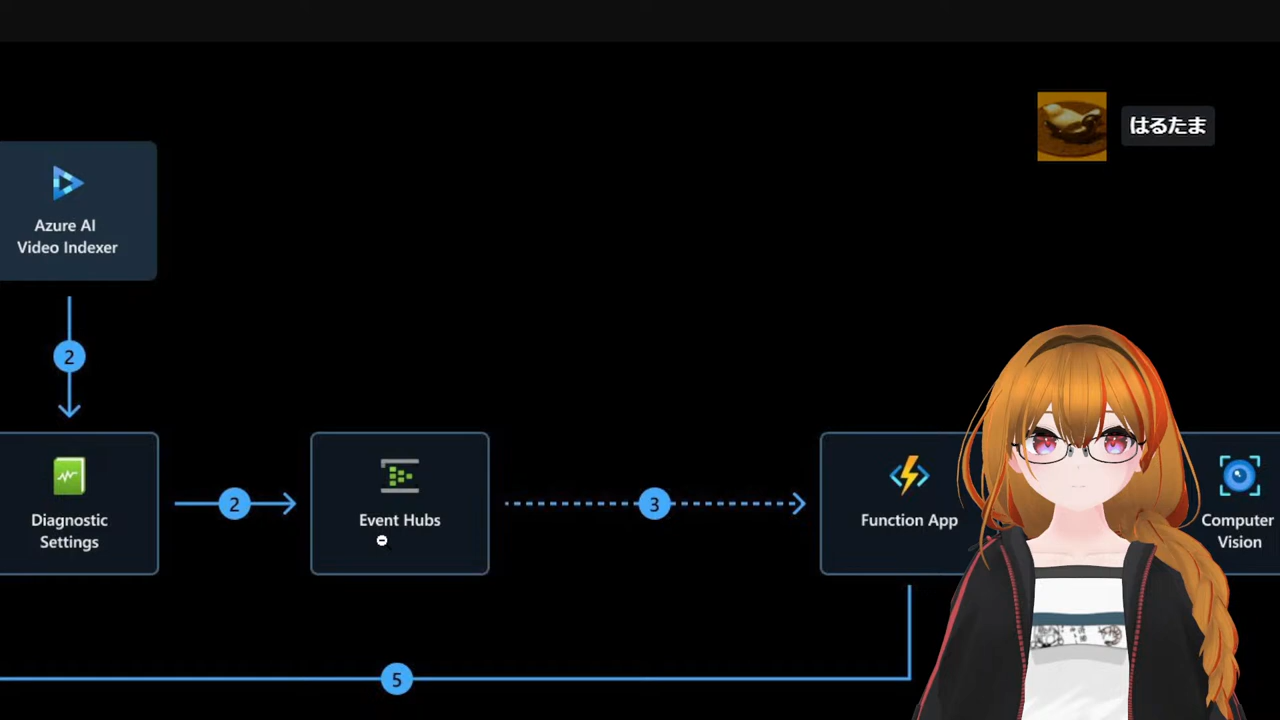 はるたま
Azure AI
Video Indexer
2
Diagnostic
Settings
2
Event Hubs
3
Function App
Computer
Vision
5